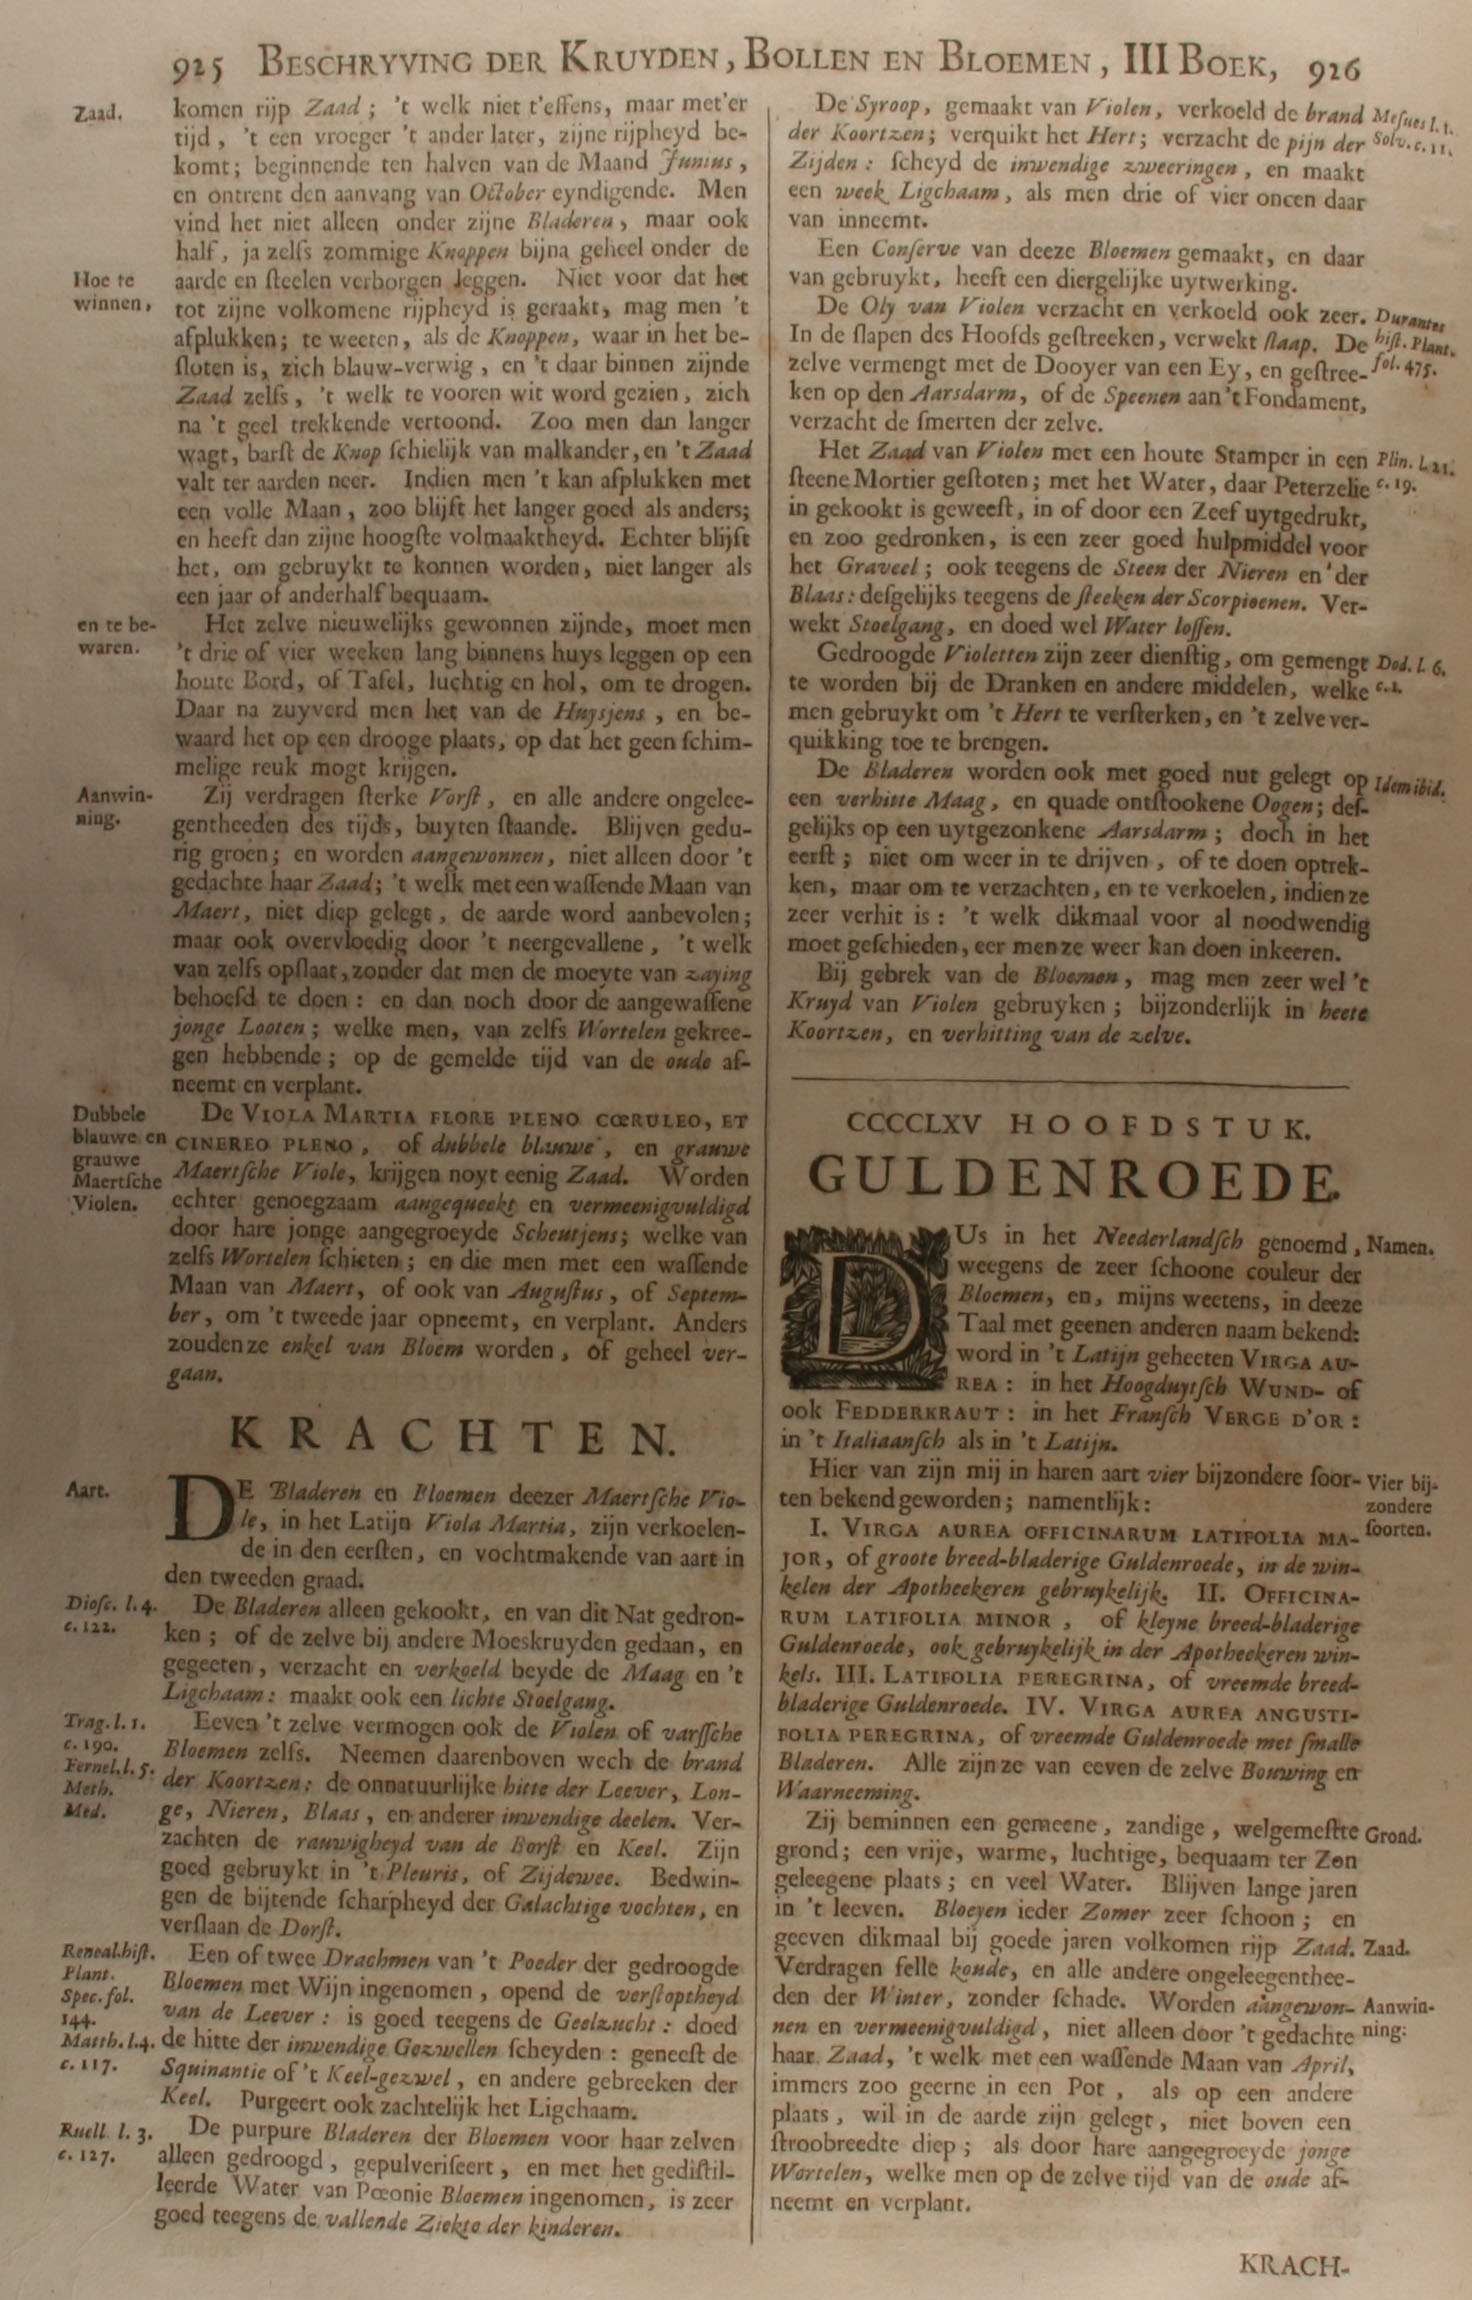 925 BESCHRYVING DER KRUYDEN, BOLLEN EN BLOEMEN, III BOEK, 926
Zaad.
komen rijp Zaad; 't welk niet t'effens, maar met'er
tijd, 't een vroeger 't ander later, zijne rijpheyd be-
komt; beginnende ten halven van de Maand Junius,
en ontrent den aanvang van October eyndigende. Men
vind het niet alleen onder zijne Bladeren, maar ook
half, ja zelfs zommige Knoppen bijna geheel onder de
Hoe te
winnen,
aarde en steelen verborgen leggen. Niet voor dat het
tot zijne volkomene rijpheyd is geraakt, mag men 't
afplukken; te weeten, als de Knoppen, waar in het be-
sloten is, zich blauw-verwig, en 't daar binnen zijnde
Zaad zelfs, 't welk te vooren wit word gezien, zich
na 't geel trekkende vertoond. Zoo men dan langer
wagt, barst de Knop schielijk van malkander, en 't Zaad
valt ter aarden neer. Indien men 't kan afplukken met
een volle Maan, zoo blijft het langer goed als anders;
en heeft dan zijne hoogste volmaaktheyd. Echter blijft
het, om gebruykt te konnen worden, niet langer als
een jaar of anderhalf bequaam.
en te be-
waren.
Het zelve nieuwelijks gewonnen zijnde, moet men
't drie of vier weeken lang binnens huys leggen op een
houte Bord, of Tafel, luchtig en hol, om te drogen.
Daar na zuyverd men het van de Huysjens, en be-
waard het op een drooge plaats, op dat het geen schim-
melige reuk mogt krijgen.
Aanwin-
ning.
Zij verdragen sterke Vorst, en alle andere ongelee-
gentheeden des tijds, buyten staande. Blijven gedu-
rig groen; en worden aangewonnen, niet alleen door 't
gedachte haar Zaad; 't welk met een wassende Maan van
Maert, niet diep gelegt, de aarde word aanbevolen;
maar ook overvloedig door 't neergevallene, 't welk
van zelfs opslaat, zonder dat men de moeyte van zaying
behoefd te doen: en dan noch door de aangewassene
jonge Looten; welke men, van zelfs Wortelen gekree-
gen hebbende; op de gemelde tijd van de oude af-
neemt en verplant.
Dubbele
blauwe en
grauwe
Maertsche
Violen.
De VIOLA MARTIA FLORE PLENO CŒRULEO, ET
CINEREO PLENO, of dubbele blauwe, en grauwe
Maertsche Viole, krijgen noyt eenig Zaad. Worden
echter genoegzaam aangequeekt en vermeenigvuldigd
door hare jonge aangegroeyde Scheutjens; welke van
zelfs Wortelen schieten; en die men met een wassende
Maan van Maert, of ook van Augustus, of Septem-
ber, om 't tweede jaar opneemt, en verplant. Anders
zouden ze enkel van Bloem worden, of geheel ver-
gaan.
KRACHTEN.
Aart.
DE Bladeren en Bloemen deezer Maertsche Vio-
le, in het Latijn Viola Martia, zijn verkoelen-
de in den eersten, en vochtmakende van aart in
den tweeden graad.
Diosc. l. 4.
c. 122.
De Bladeren alleen gekookt, en van dit Nat gedron-
ken; of de zelve bij andere Moeskruyden gedaan, en
gegeeten, verzacht en verkoeld beyde de Maag en 't
Ligchaam: maakt ook een lichte Stoelgang.
Trag. l. 1.
c. 190.
Fernel. l. 5.
Meth.
Med.
Eeven 't zelve vermogen ook de Violen of varssche
Bloemen zelfs. Neemen daarenboven wech de brand
der Koortzen: de onnatuurlijke hitte der Leever, Lon-
ge, Nieren, Blaas, en anderer inwendige deelen. Ver-
zachten de rauwigheyd van de Borst en Keel. Zijn
goed gebruykt in 't Pleuris, of Zijdewee. Bedwin-
gen de bijtende scharpheyd der Galachtige vochten, en
verslaan de Dorst.
Reneal. hist.
Plant.
Spec. fol.
144.
Matth. l. 4.
c. 117.
Een of twee Drachmen van 't Poeder der gedroogde
Bloemen met Wijn ingenomen, opend de verstoptheyd
van de Leever: is goed teegens de Geelzucht: doed
de hitte der inwendige Gezwellen scheyden: geneest de
Squinantie of 't Keel-gezwel, en andere gebreeken der
Keel. Purgeert ook zachtelijk het Ligchaam.
Ruell l. 3.
c. 127.
De purpure Bladeren der Bloemen voor haar zelven
alleen gedroogd, gepulveriseert, en met het gedistil-
leerde Water van Pœonie Bloemen ingenomen, is zeer
goed teegens de vallende Ziekte der kinderen.
De Syroop, gemaakt van Violen, verkoeld de brand
der Koortzen; verquikt het Hert; verzacht de pijn der
Zijden: scheyd de inwendige zweeringen, en maakt
een week Ligchaam, als men drie of vier oncen daar
van inneemt.
Mesues l. 1.
Solv. c. 11.
Een Conserve van deeze Bloemen gemaakt, en daar
van gebruykt, heeft een diergelijke uytwerking.
De Oly van Violen verzacht en verkoeld ook zeer.
In de slapen des Hoofds gestreeken, verwekt slaap. De
zelve vermengt met de Dooyer van een Ey, en gestree-
ken op den Aarsdarm, of de Speenen aan 't Fondament,
verzacht de smerten der zelve.
Durantes
hist. Plant.
fol. 475.
Het Zaad van Violen met een houte Stamper in een
steene Mortier gestoten; met het Water, daar Peterzelie
in gekookt is geweest, in of door een Zeef uytgedrukt,
en zoo gedronken, is een zeer goed hulpmiddel voor
het Graveel; ook teegens de Steen der Nieren en der
Blaas: desgelijks teegens de steeken der Scorpioenen. Ver-
wekt Stoelgang, en doed wel Water lossen.
Plin. l. 21.
c. 19.
Gedroogde Violetten zijn zeer dienstig, om gemengt
te worden bij de Dranken en andere middelen, welke
men gebruykt om 't Hert te versterken, en 't zelve ver-
quikking toe te brengen.
Dod. l. 6.
c. 1.
De Bladeren worden ook met goed nut gelegt op
een verhitte Maag, en quade ontstookene Oogen; des-
gelijks op een uytgezonkene Aarsdarm; doch in het
eerst; niet om weer in te drijven, of te doen optrek-
ken, maar om te verzachten, en te verkoelen, indien ze
zeer verhit is: 't welk dikmaal voor al noodwendig
moet geschieden, eer men ze weer kan doen inkeeren.
Idem ibid.
Bij gebrek van de Bloemen, mag men zeer wel 't
Kruyd van Violen gebruyken; bijzonderlijk in heete
Koortzen, en verhitting van de zelve.
CCCCLXV HOOFDSTUK.
GULDENROEDE.
DUs in het Neederlandsch genoemd,
weegens de zeer schoone couleur der
Bloemen, en, mijns weetens, in deeze
Taal met geenen anderen naam bekend:
word in 't Latijn geheeten VIRGA AU-
REA: in het Hoogduytsch WUND- of
ook FEDDERKRAUT: in het Fransch VERGE D'OR:
in 't Italiaansch als in 't Latijn.
Namen.
Hier van zijn mij in haren aart vier bijzondere soor-
ten bekend geworden; namentlijk:
Vier bij-
zondere
soorten.
I. VIRGA AUREA OFFICINARUM LATIFOLIA MA-
JOR, of groote breed-bladerige Guldenroede, in de win-
kelen der Apotheekeren gebruykelijk. II. OFFICINA-
RUM LATIFOLIA MINOR, of kleyne breed-bladerige
Guldenroede, ook gebruykelijk in der Apotheekeren win-
kels. III. LATIFOLIA PEREGRINA, of vreemde breed-
bladerige Guldenroede. IV. VIRGA AUREA ANGUSTI-
FOLIA PEREGRINA, of vreemde Guldenroede met smalle
Bladeren. Alle zijn ze van eeven de zelve Bouwing en
Waarneeming.
Zij beminnen een gemeene, zandige, welgemestte
grond; een vrije, warme, luchtige, bequaam ter Zon
geleegene plaats; en veel Water. Blijven lange jaren
in 't leeven. Bloeyen ieder Zomer zeer schoon; en
geeven dikmaal bij goede jaren volkomen rijp Zaad.
Verdragen felle koude, en alle andere ongeleegenthee-
den der Winter, zonder schade. Worden aangewon-
nen en vermeenigvuldigd, niet alleen door 't gedachte
haar Zaad, 't welk met een wassende Maan van April,
immers zoo geerne in een Pot, als op een andere
plaats, wil in de aarde zijn gelegt, niet boven een
stroobreedte diep; als door hare aangegroeyde jonge
Wortelen, welke men op de zelve tijd van de oude af-
neemt en verplant.
Grond.
Zaad.
Aanwin-
ning:
KRACH-